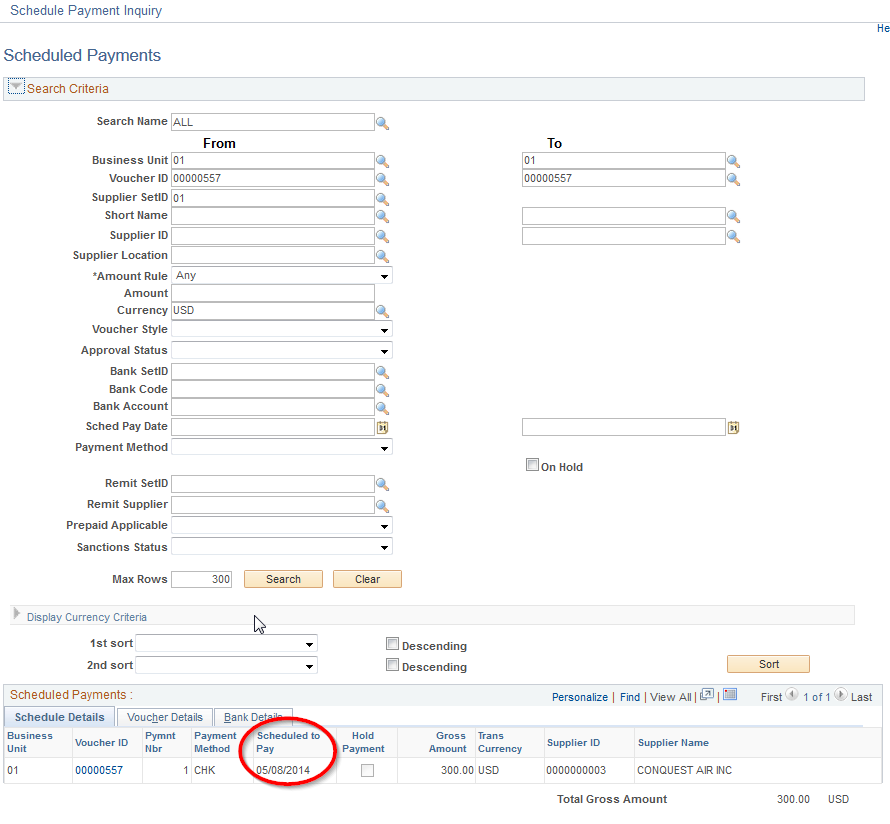 Schedule Payment Inquiry
He
Scheduled Payments
Search Criteria
Search Name ALL
From To
Business Unit 01 01
Voucher ID 00000557 00000557
Supplier SetID 01
Short Name
Supplier ID
Supplier Location
*Amount Rule Any
Amount
Currency USD
Voucher Style
Approval Status
Bank SetID
Bank Code
Bank Account
Sched Pay Date 31 31
Payment Method
On Hold
Remit SetID
Remit Supplier
Prepaid Applicable
Sanctions Status
Max Rows 300 Search Clear
Display Currency Criteria
1st sort Descending
2nd sort Descending
Sort
Scheduled Payments : Personalize | Find | View All | | First 1 of 1 Last
Schedule Details Voucher Details Bank Details
Business Unit Voucher ID Pymnt Nbr Payment Method Scheduled to Pay Hold Payment Gross Amount Trans Currency Supplier ID Supplier Name
01 00000557 1 CHK 05/08/2014 300.00 USD 0000000003 CONQUEST AIR INC
Total Gross Amount 300.00 USD